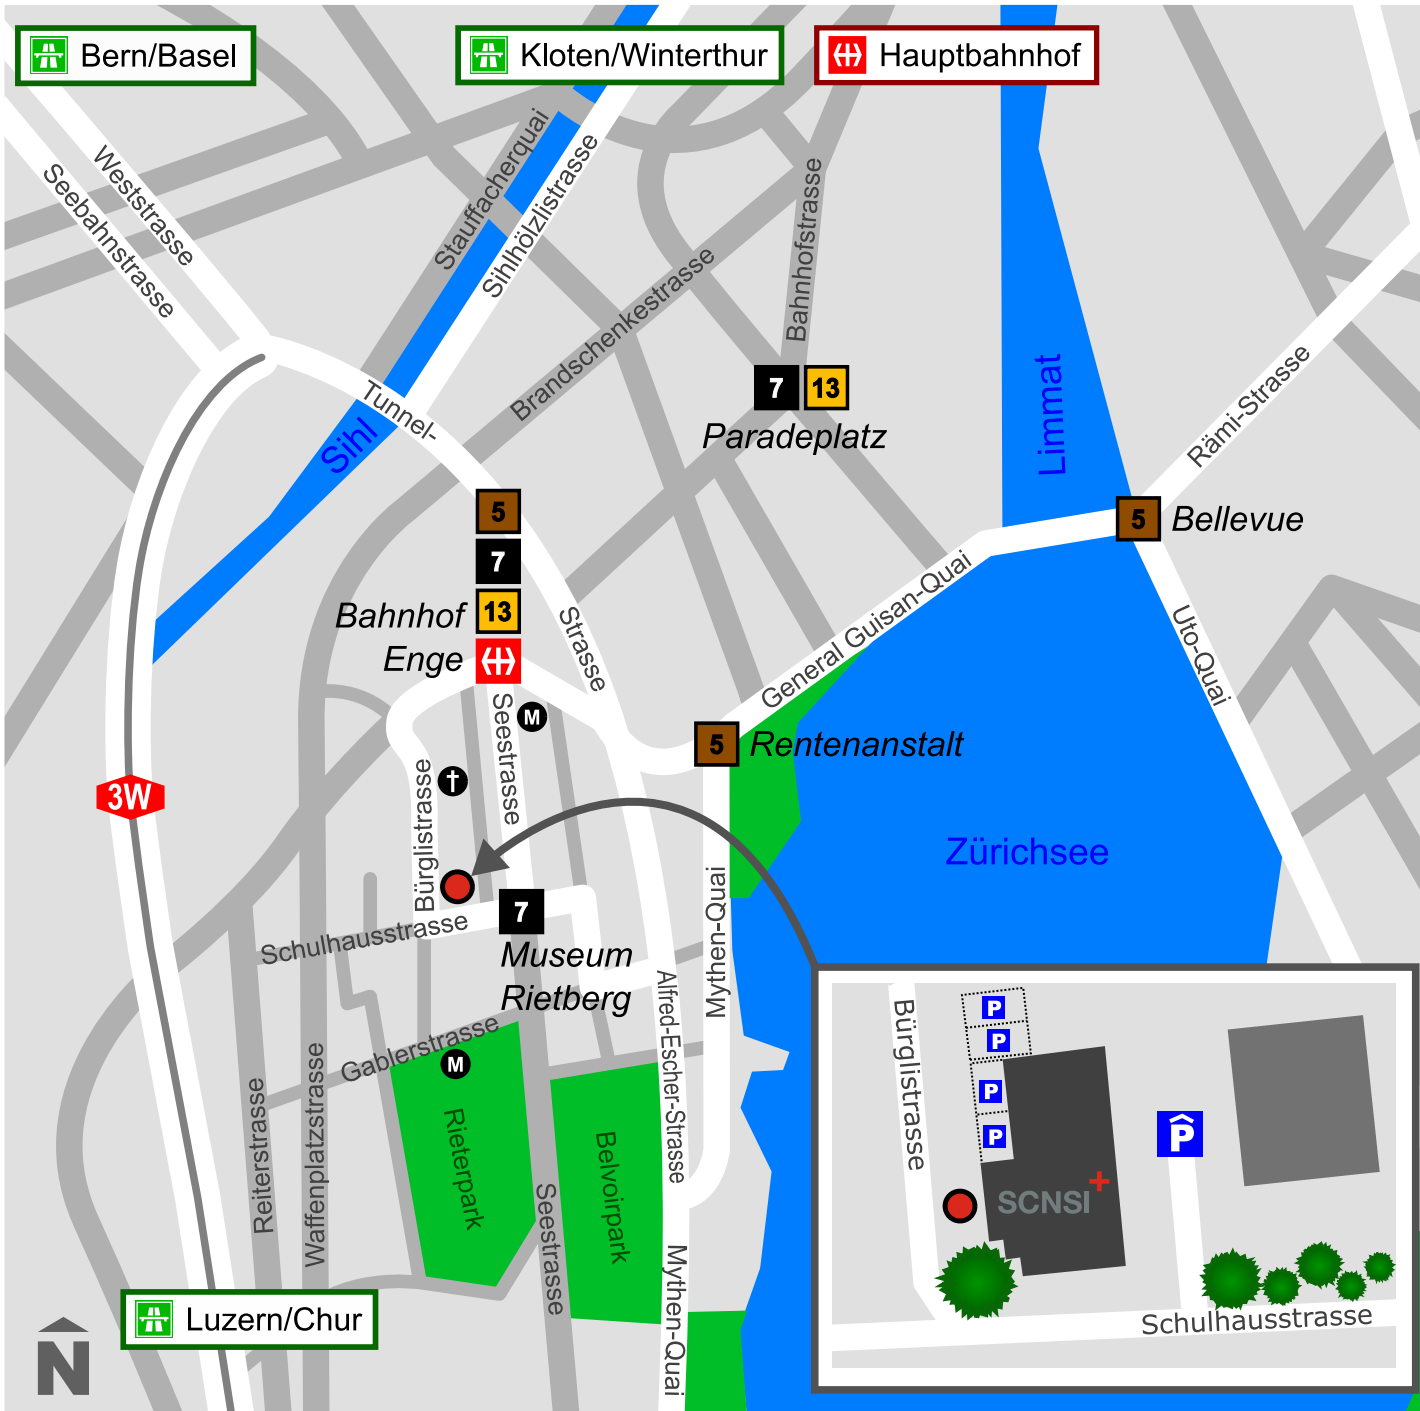 Bern/Basel
Kloten/Winterthur
Hauptbahnhof
Weststrasse
Seebahnstrasse
Stauffacherquai
Sihlhölzlistrasse
Brandschenkestrasse
Bahnhofstrasse
7 13
Paradeplatz
Limmat
Rämi-Strasse
Tunnel-
Sihl
5
7
13
Bahnhof
Enge
Strasse
5 Bellevue
General Guisan-Quai
Uto-Quai
Seestrasse
M
5 Rentenanstalt
3W
Bürglistrasse
Zürichsee
Schulhausstrasse
7
Museum
Rietberg
Mythen-Quai
Alfred-Escher-Strasse
Gablerstrasse
M
Reiterstrasse
Waffenplatzstrasse
Rieterpark
Belvoirpark
Seestrasse
Mythen-Quai
Luzern/Chur
N
Bürglistrasse
P
P
P
P
P
SCNSI
Schulhausstrasse